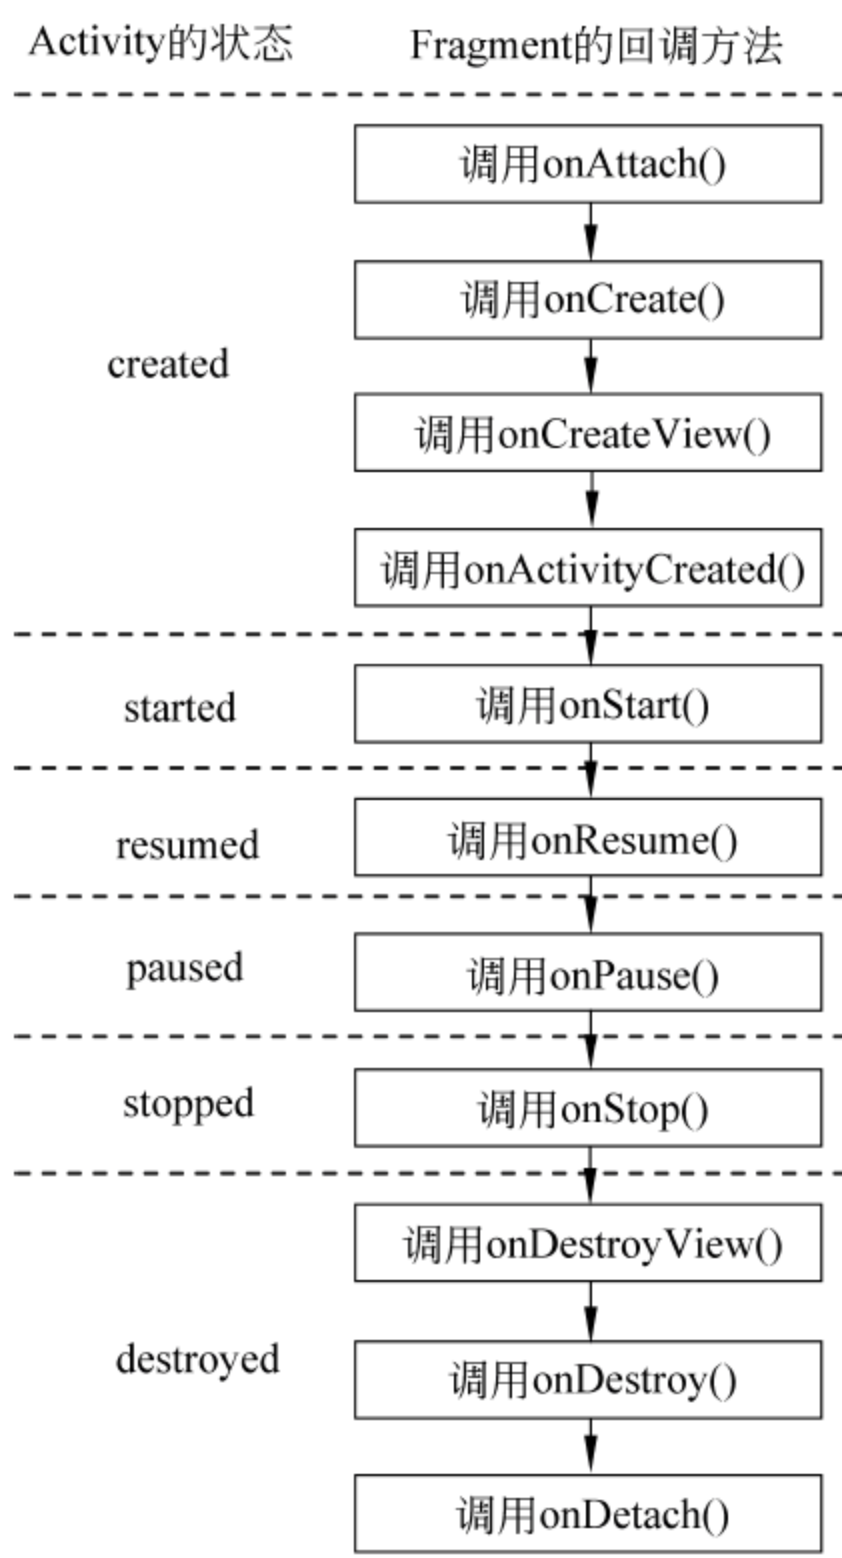 Activity的状态 Fragment的回调方法
调用onAttach()
调用onCreate()
created
调用onCreateView()
调用onActivityCreated()
started 调用onStart()
resumed 调用onResume()
paused 调用onPause()
stopped 调用onStop()
调用onDestroyView()
destroyed 调用onDestroy()
调用onDetach()